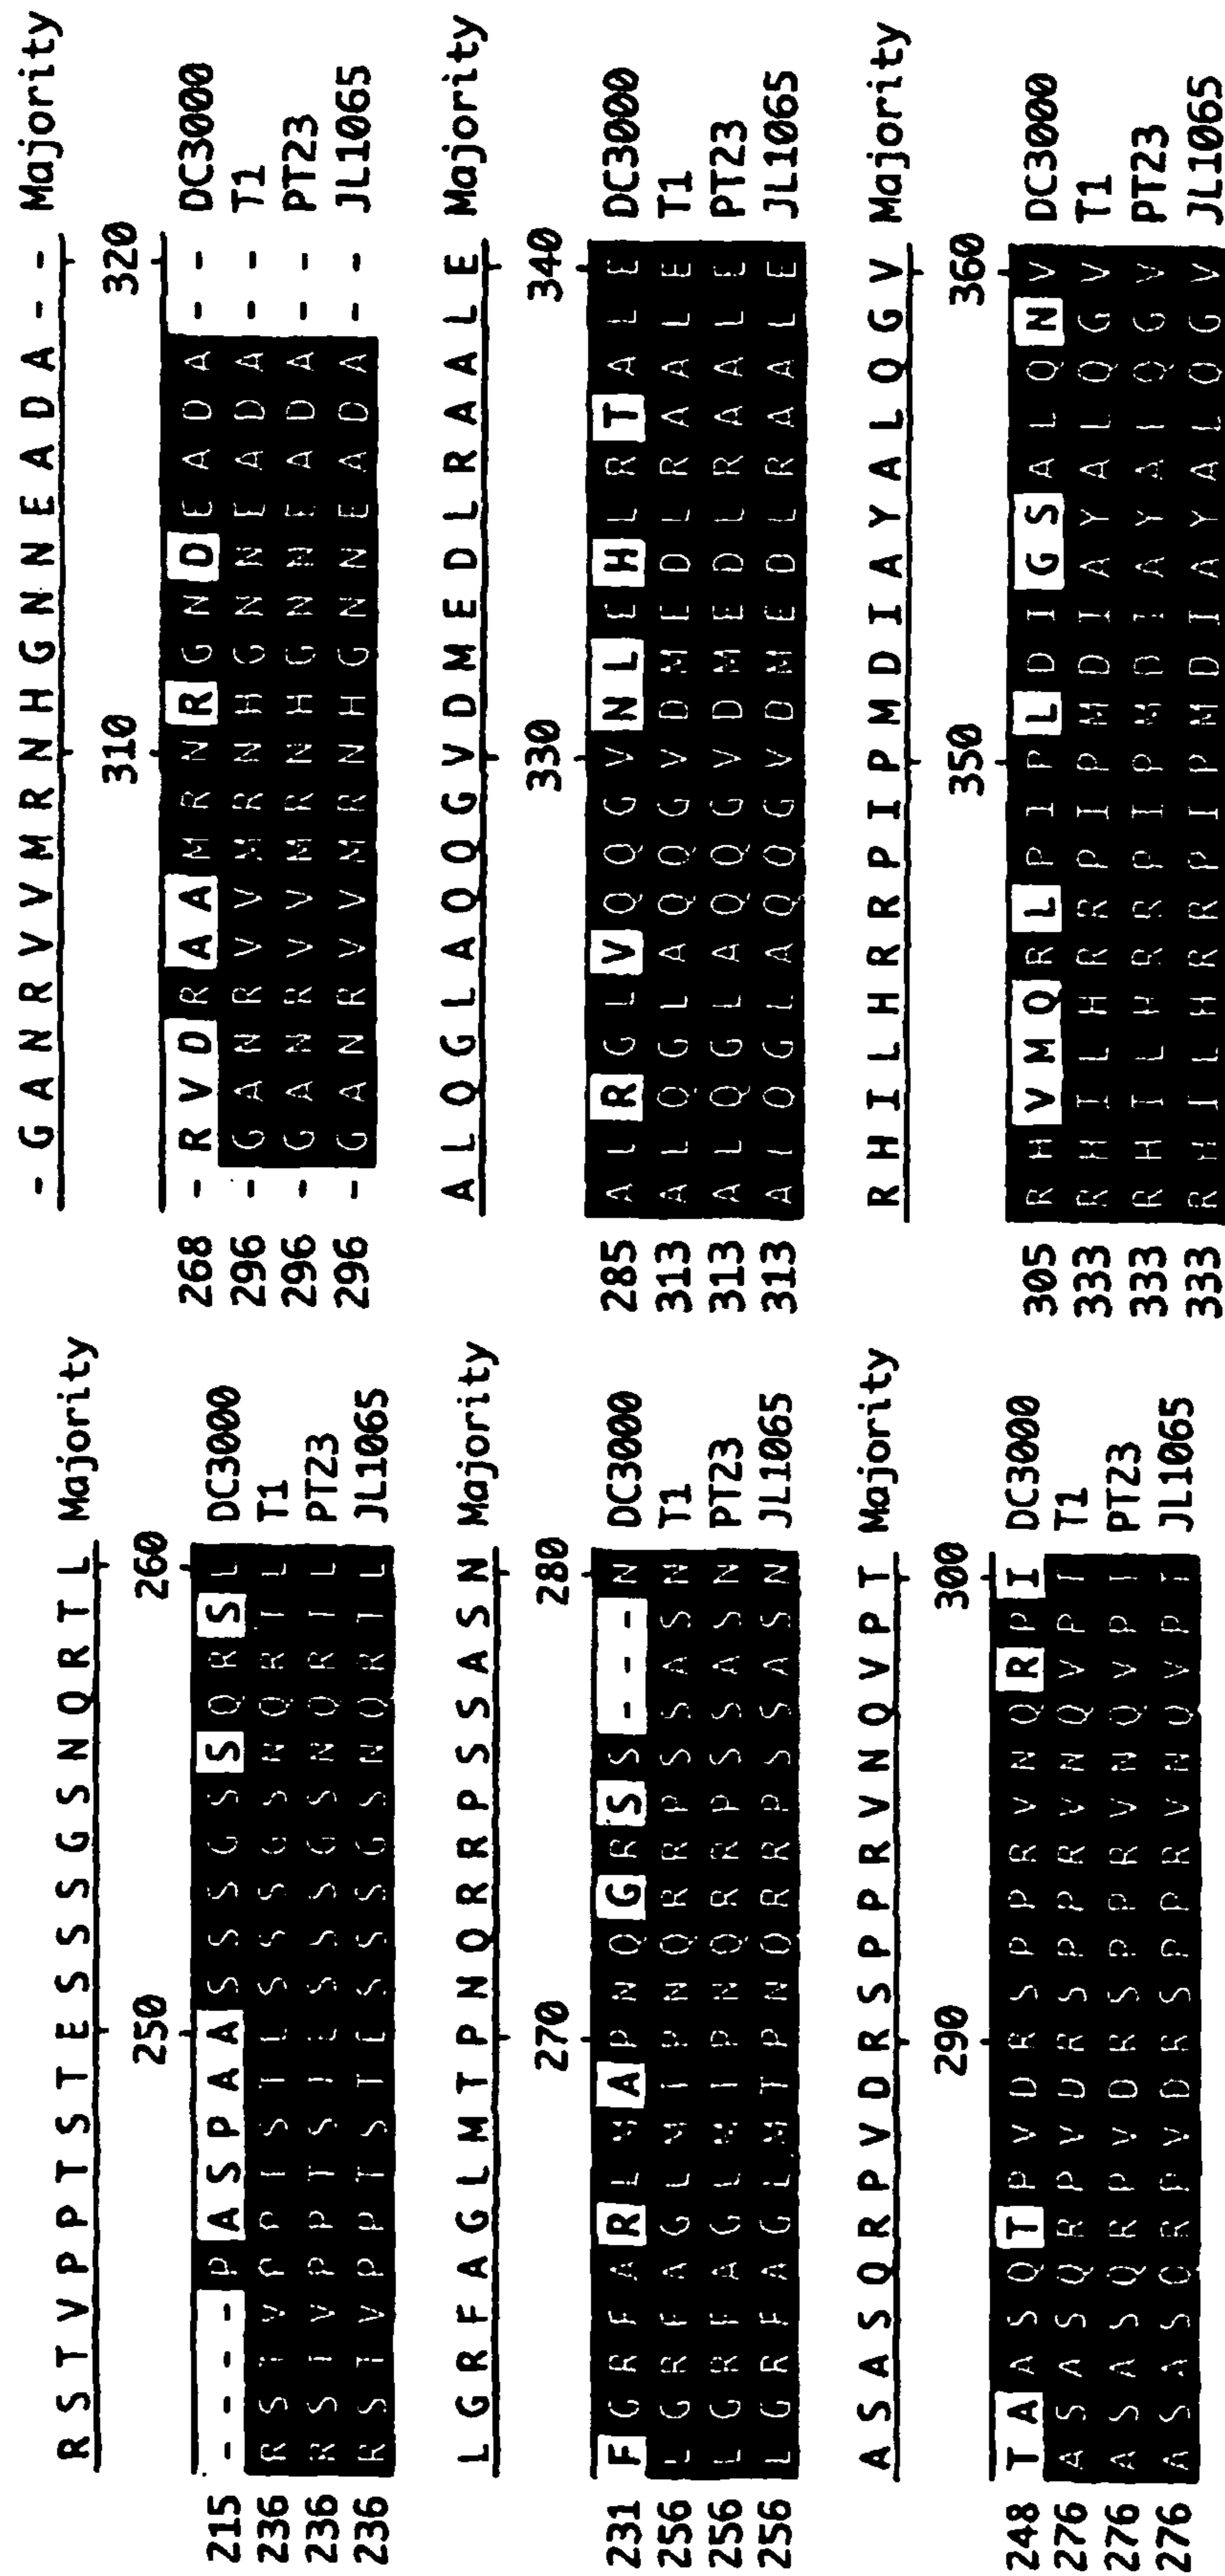 R S T V P P T S T E S S S G S N Q R T L Majority
250 260
215 - - - - P A S P A A S S S G S S Q R S L DC3000
236 R S T V P P T S T E S S S G S N Q R T L T1
236 R S T V P P T S T E S S S G S N Q R T L PT23
236 R S T V P P T S T E S S S G S N Q R T L JL1065
L G R F A G L M T P N Q R R P S S A S N Majority
270 280
231 F G R F A R L M A P N Q G R S S - - - N DC3000
256 L G R F A G L M T P N Q R R P S S A S N T1
256 L G R F A G L M T P N Q R R P S S A S N PT23
256 L G R F A G L M T P N Q R R P S S A S N JL1065
A S A S Q R P V D R S P P R V N Q V P T Majority
290 300
248 T A A S Q T P V D R S P P R V N Q R P I DC3000
276 A S A S Q R P V D R S P P R V N Q V P T T1
276 A S A S Q R P V D R S P P R V N Q V P T PT23
276 A S A S Q R P V D R S P P R V N Q V P T JL1065
- G A N R V V M R N H G N N E A D A - - Majority
310 320
268 - R V D R A A M R N R G N D E A D A - - DC3000
296 - G A N R V V M R N H G N N E A D A - - T1
296 - G A N R V V M R N H G N N E A D A - - PT23
296 - G A N R V V M R N H G N N E A D A - - JL1065
A L Q G L A Q Q G V D M E D L R A A L E Majority
330 340
285 A L R G L V Q Q G V N L E H L R T A L E DC3000
313 A L Q G L A Q Q G V D M E D L R A A L E T1
313 A L Q G L A Q Q G V D M E D L R A A L E PT23
313 A L Q G L A Q Q G V D M E D L R A A L E JL1065
R H I L H R R P I P M D I A Y A L Q G V Majority
350 360
305 R H V M Q R L P I P L D I G S A L Q N V DC3000
333 R H I L H R R P I P M D I A Y A L Q G V T1
333 R H I L H R R P I P M D I A Y A L Q G V PT23
333 R H I L H R R P I P M D I A Y A L Q G V JL1065